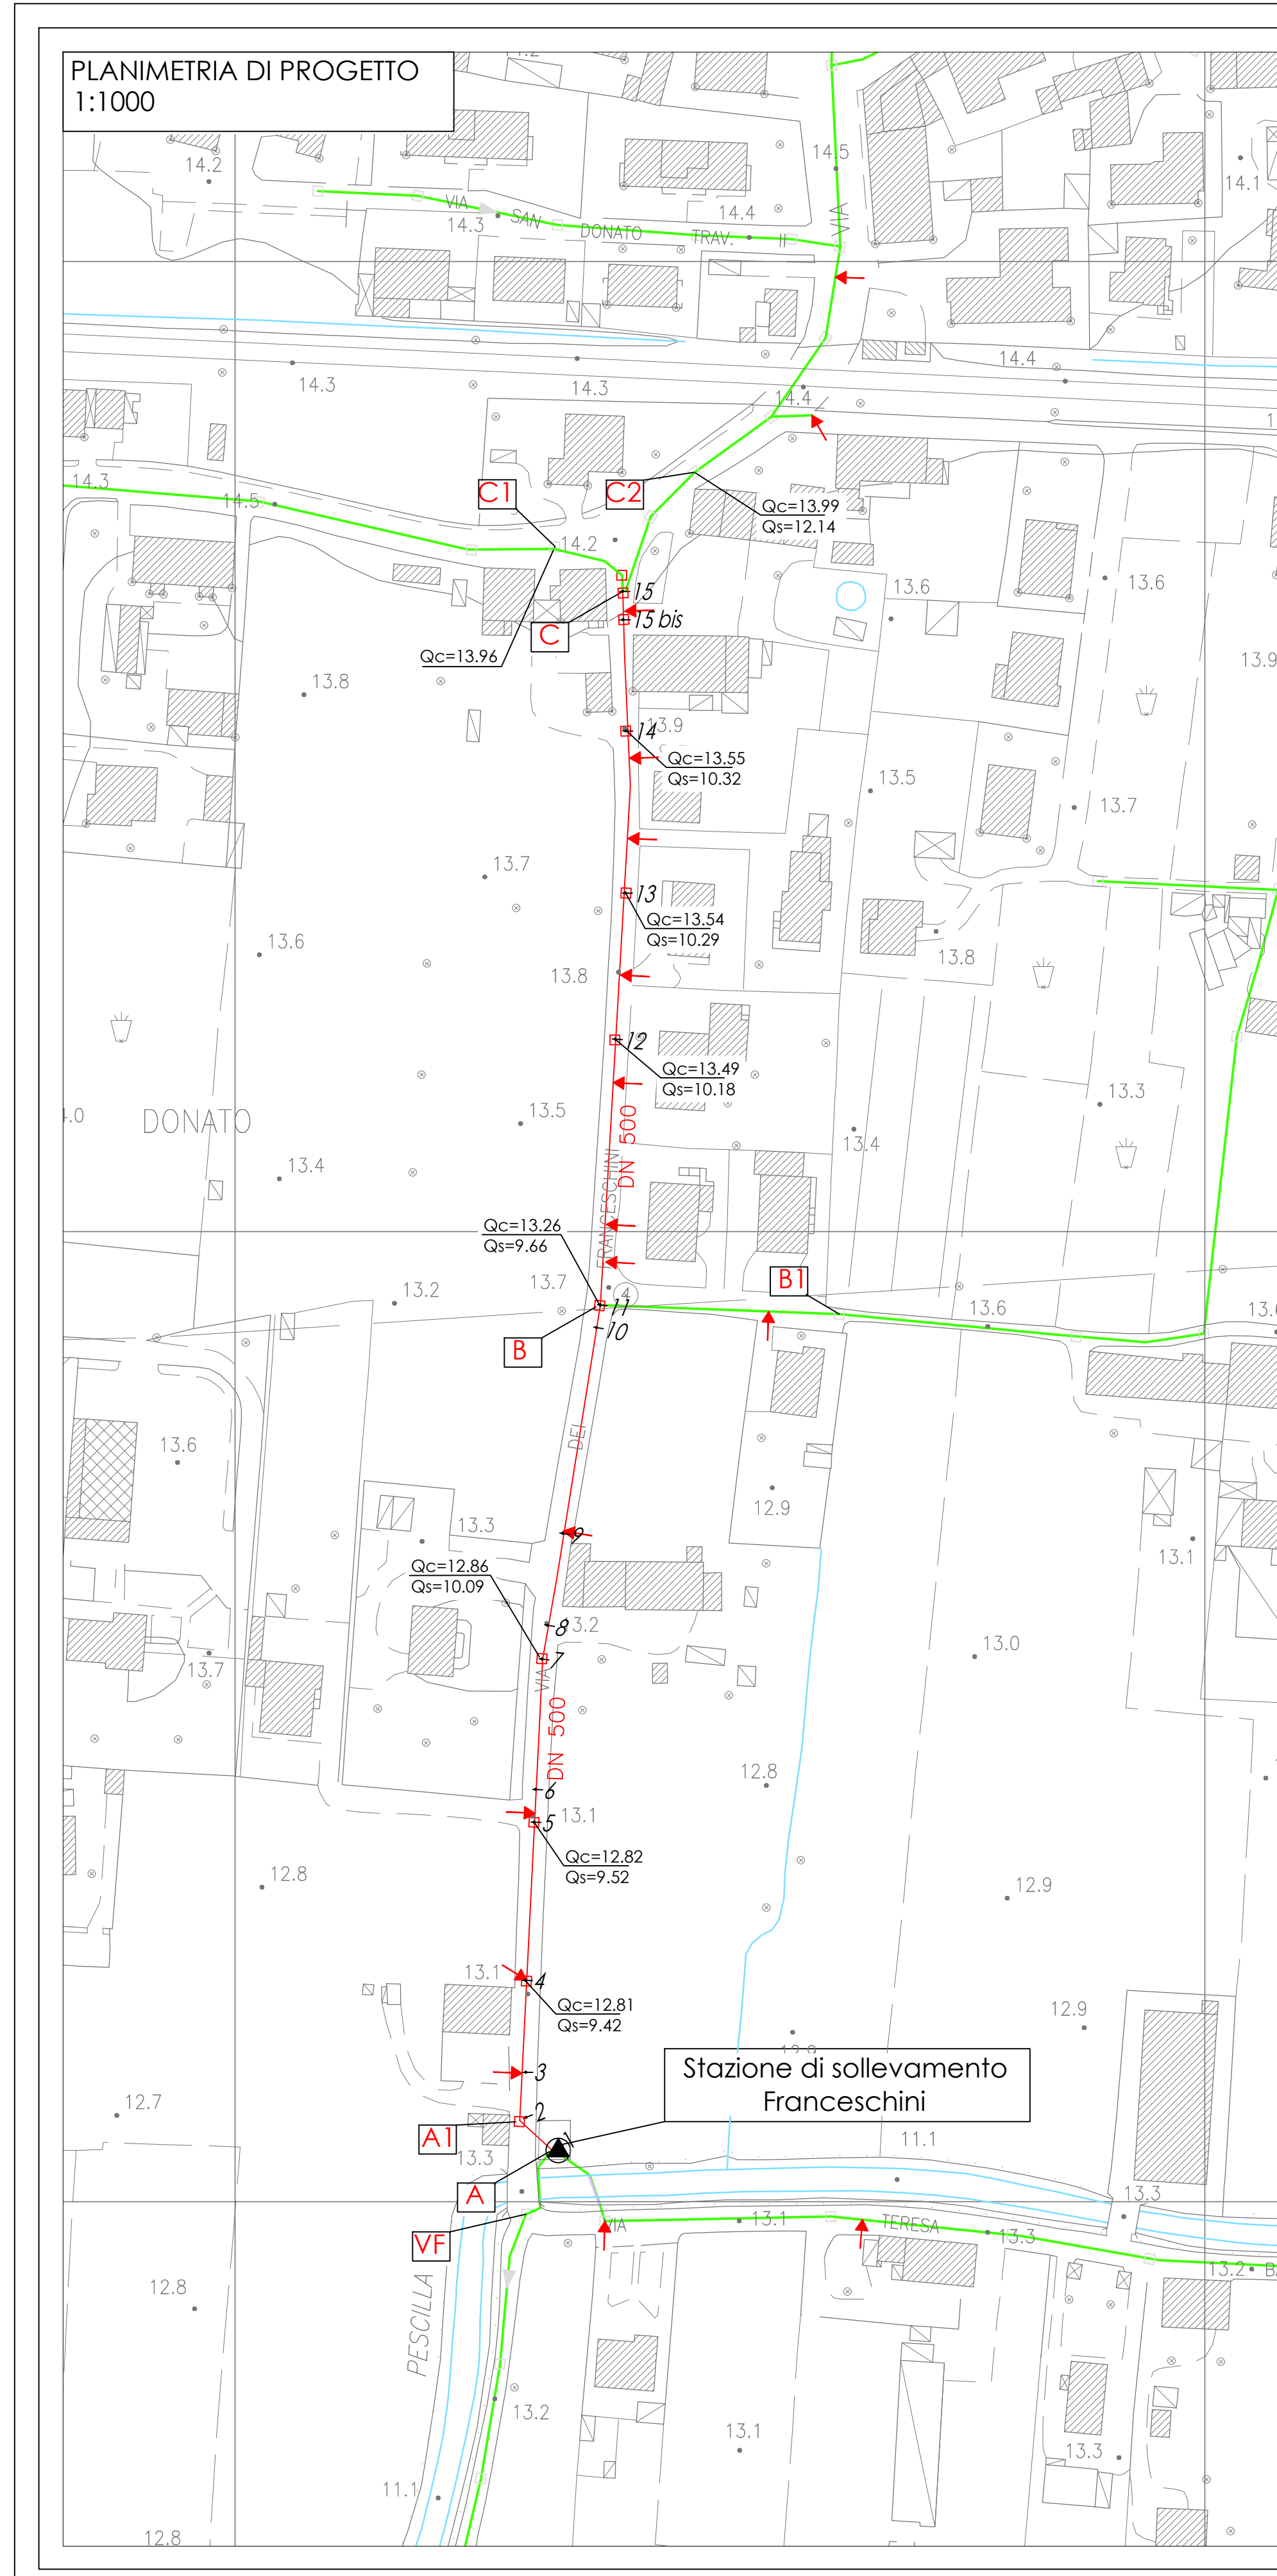 PLANIMETRIA DI PROGETTO
1:1000
14.5
14.2
14.1
VIA
SAN
DONATO
TRAV.
II
14.3
14.4
VIA
14.3
14.3
14.4
14.4
14.3
14.5
C1
C2
Qc=13.99
Qs=12.14
14.2
13.6
13.6
15
15 bis
C
Qc=13.96
13.9
13.8
13.9
14
Qc=13.55
Qs=10.32
13.5
13.7
13.7
13
Qc=13.54
Qs=10.29
13.6
13.8
13.8
12
Qc=13.49
Qs=10.18
13.3
DONATO
13.5
DN 500
13.4
13.4
FRANCESCHINI
Qc=13.26
Qs=9.66
13.7
B1
13.2
4
11
13.6
10
B
DEI
13.6
12.9
13.3
9
13.1
Qc=12.86
Qs=10.09
8
13.2
7
13.0
13.7
VIA
DN 500
12.8
6
13.1
5
Qc=12.82
Qs=9.52
12.8
12.9
13.1
4
Qc=12.81
Qs=9.42
12.9
Stazione di sollevamento
Franceschini
3
12.7
2
A1
1
11.1
13.3
A
13.3
VF
VIA
13.1
TERESA
13.3
13.2
12.8
PESCILLA
13.2
13.1
13.3
11.1
12.8